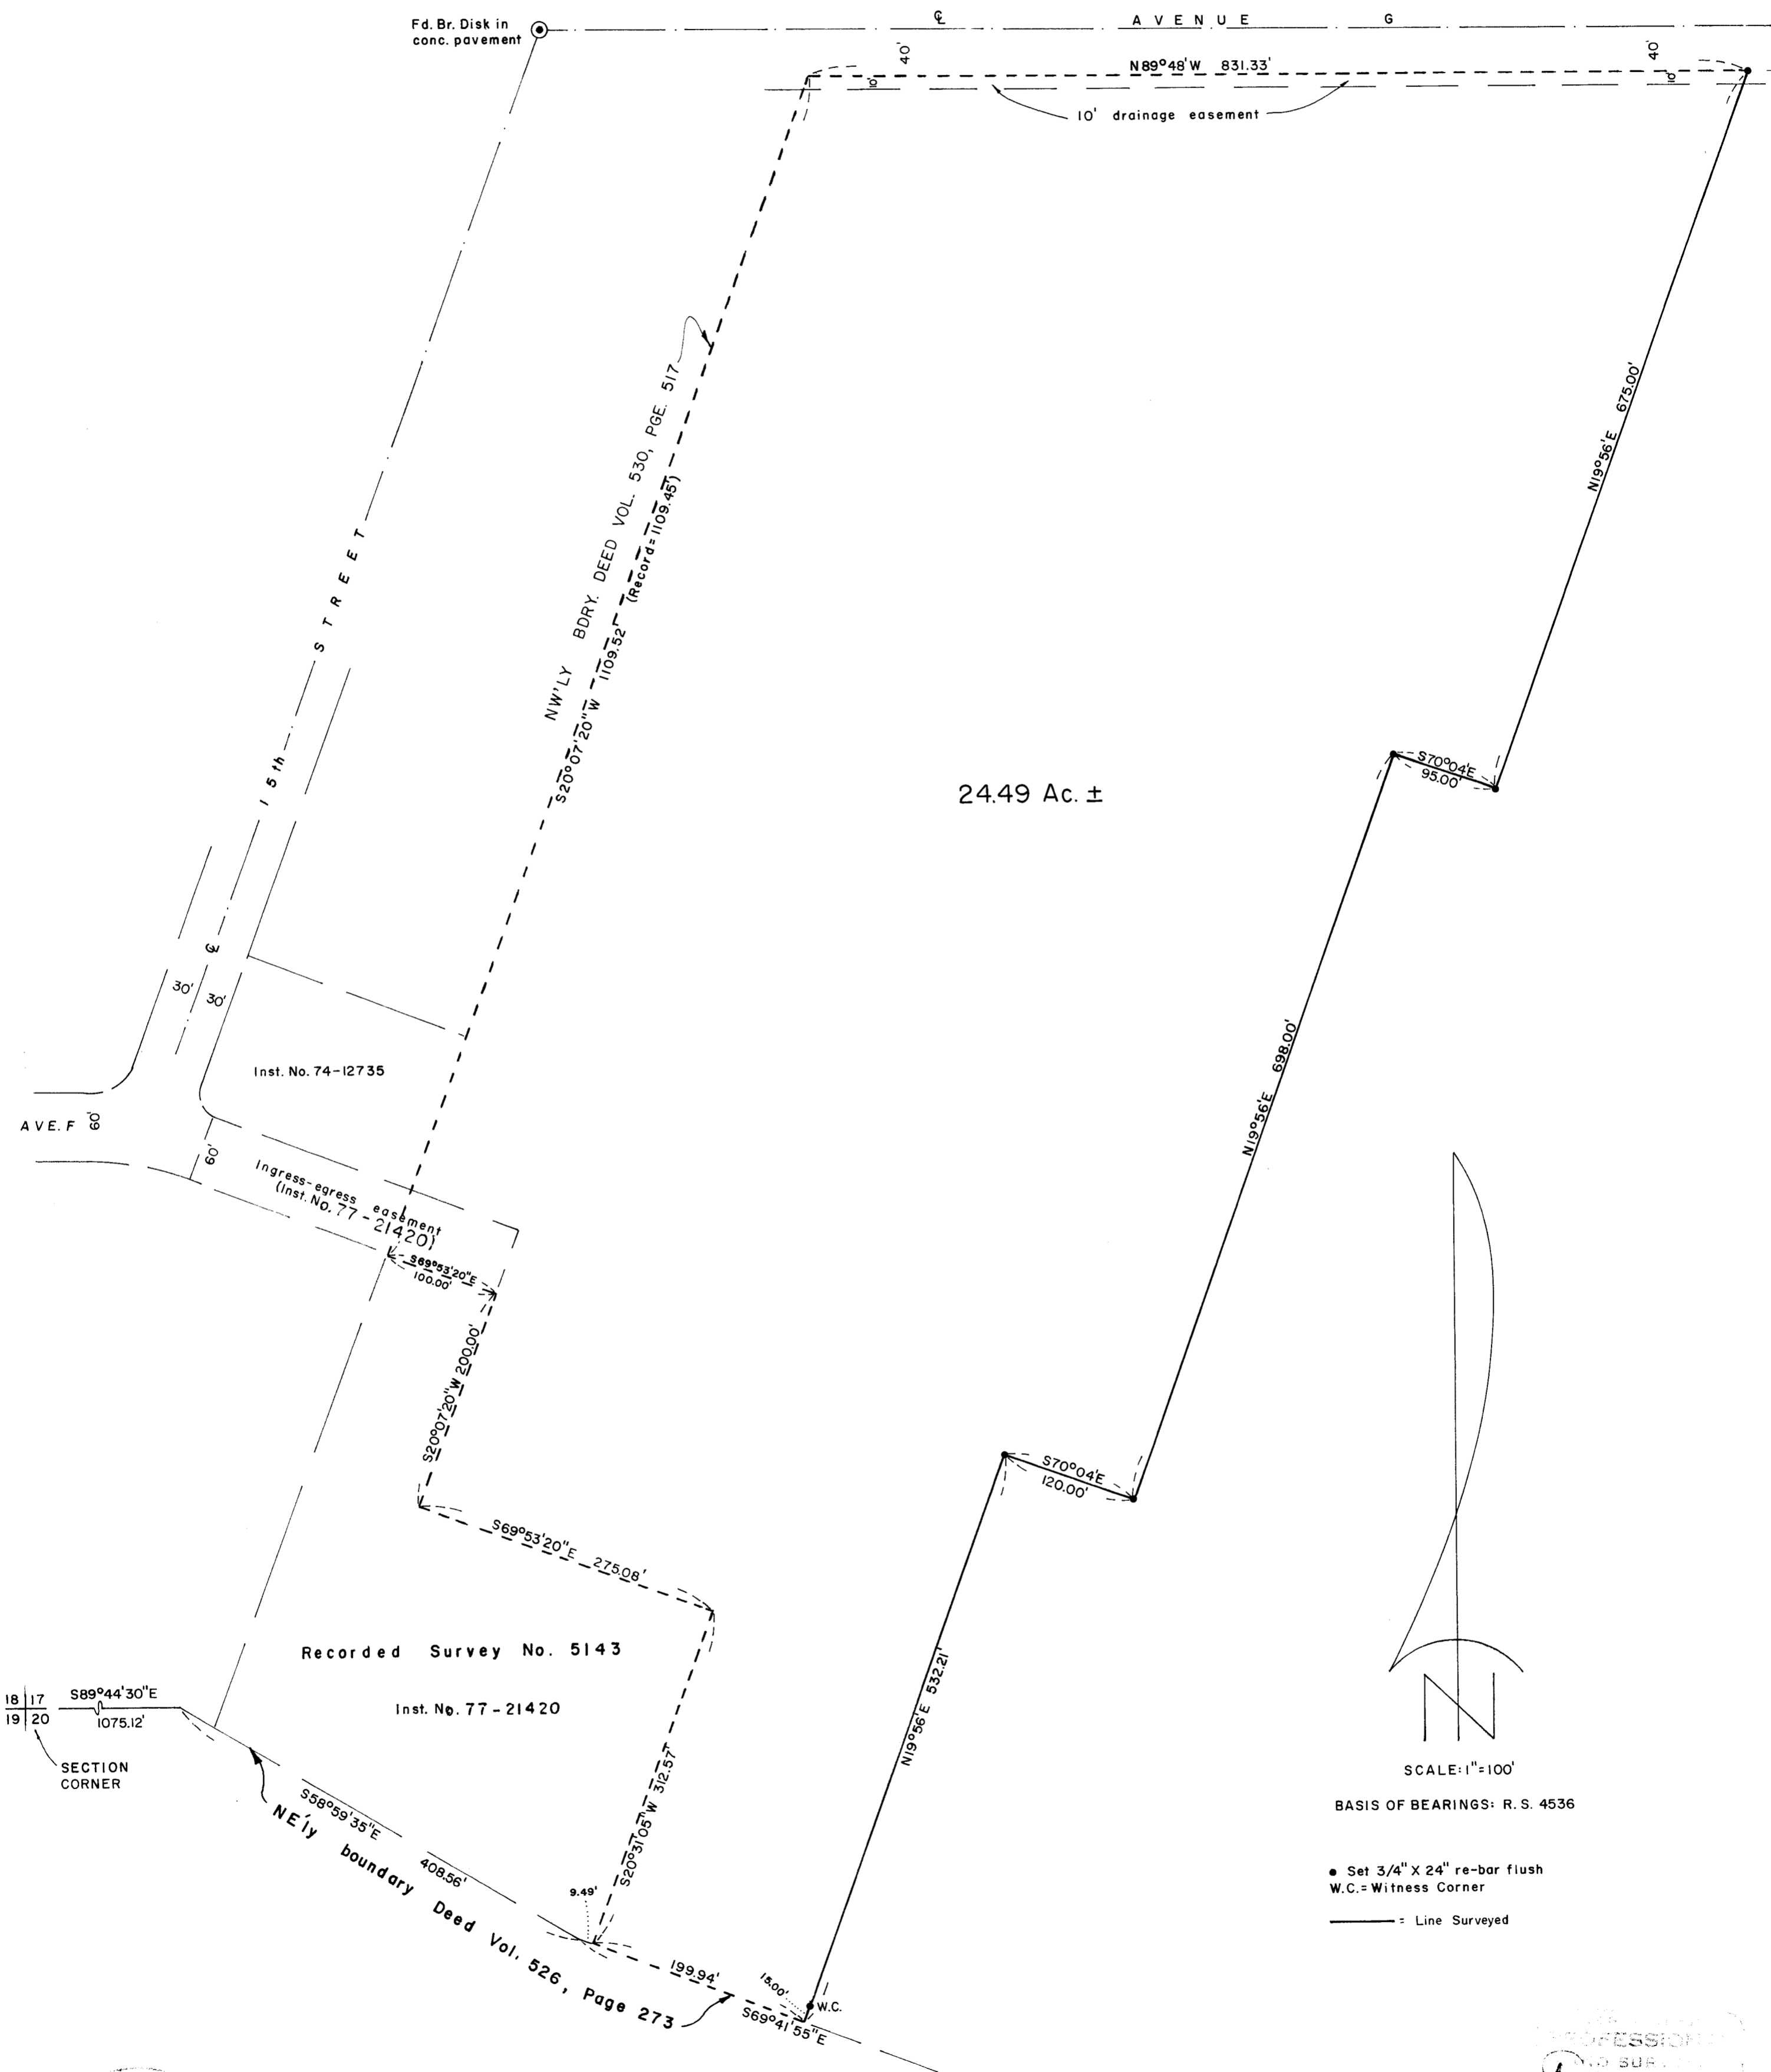 Fd. Br. Disk in
conc. pavement
℄ AVENUE G
40'
40'
N89°48'W 831.33'
10'
10'
10' drainage easement
NW'LY BDRY. DEED VOL. 530, PGE. 517
S20°07'20"W 1109.52' (Record=1109.45')
N19°56'E 675.00'
15th STREET
S70°04'E
95.00'
24.49 Ac. ±
℄
30'
30'
N19°56'E 698.00'
Inst. No. 74-12735
AVE. F 60'
60'
Ingress-egress easement
(Inst. No. 77-21420)
S69°53'20"E
100.00'
S20°07'20"W 200.00'
S70°04'E
120.00'
S69°53'20"E 275.08'
Recorded Survey No. 5143
Inst. No. 77-21420
N19°56'E 532.21'
18 17
19 20
S89°44'30"E
1075.12'
SECTION
CORNER
S20°31'05"W 312.57'
S58°59'35"E 408.56'
NE'ly boundary Deed Vol. 526, Page 273
9.49'
199.94'
S69°41'55"E
15.00'
W.C.
N
SCALE: 1"=100'
BASIS OF BEARINGS: R.S. 4536
● Set 3/4" X 24" re-bar flush
W.C.= Witness Corner
= Line Surveyed